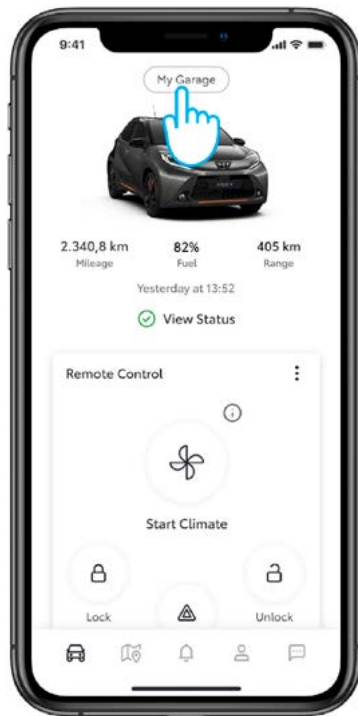 9:41
My Garage
2.340,8 km 82% 405 km
Mileage Fuel Range
Yesterday at 13:52
View Status
Remote Control
Start Climate
Lock Unlock